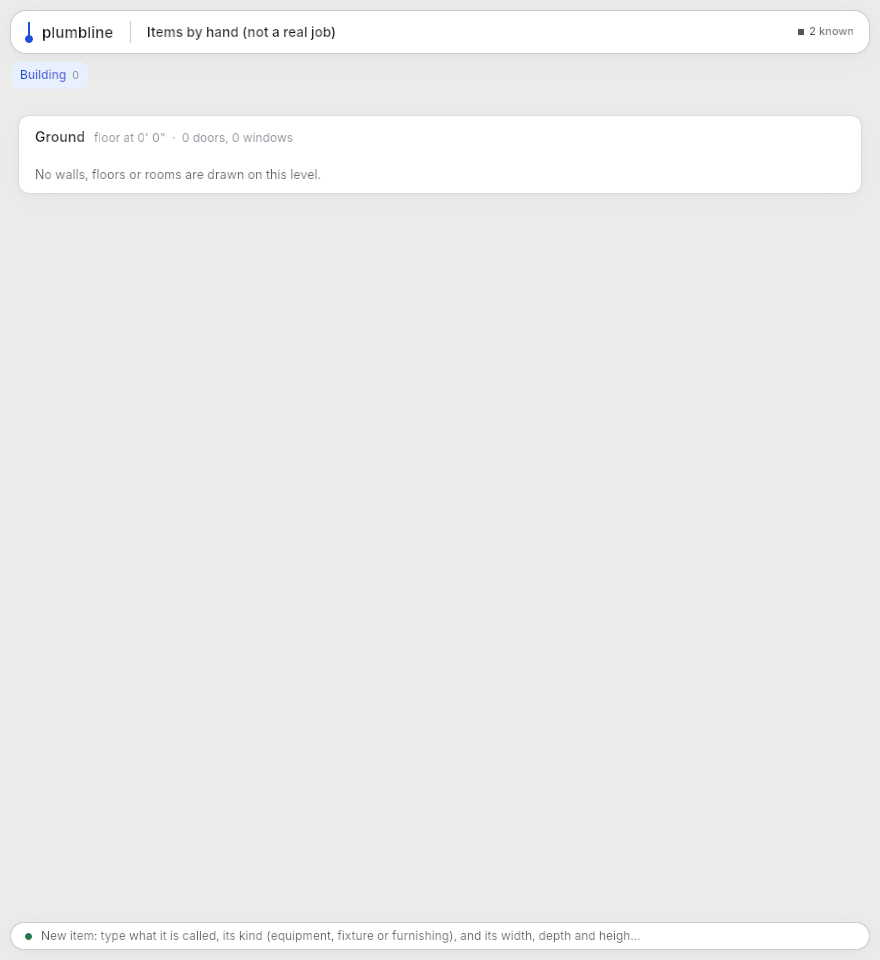 plumbline
Items by hand (not a real job)
2 known
Building 0
Ground floor at 0' 0" · 0 doors, 0 windows
No walls, floors or rooms are drawn on this level.
New item: type what it is called, its kind (equipment, fixture or furnishing), and its width, depth and heigh...